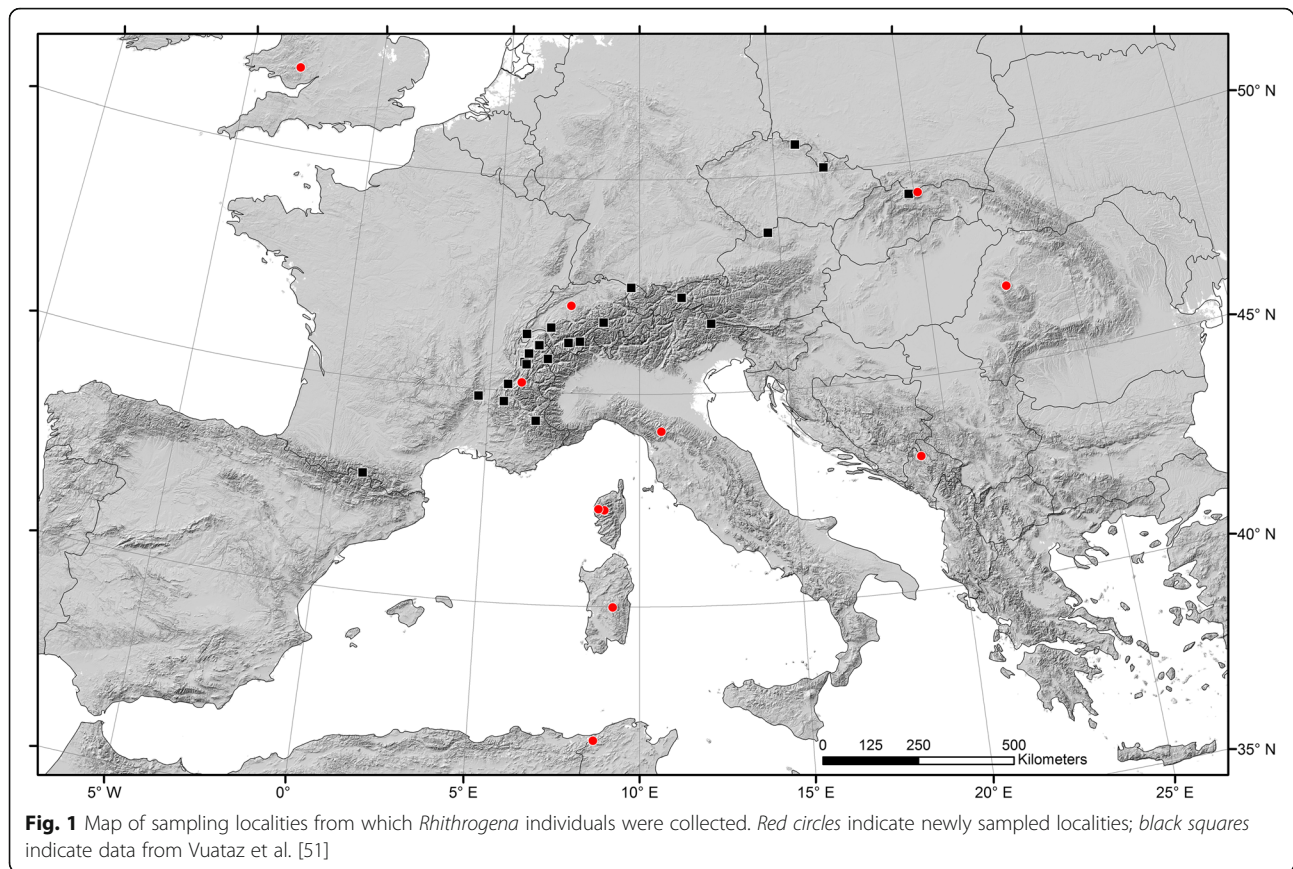 50° N
45° N
40° N
35° N
0 125 250 500
Kilometers
5° W 0° 5° E 10° E 15° E 20° E 25° E
Fig. 1 Map of sampling localities from which Rhithrogena individuals were collected. Red circles indicate newly sampled localities; black squares
indicate data from Vuataz et al. [51]